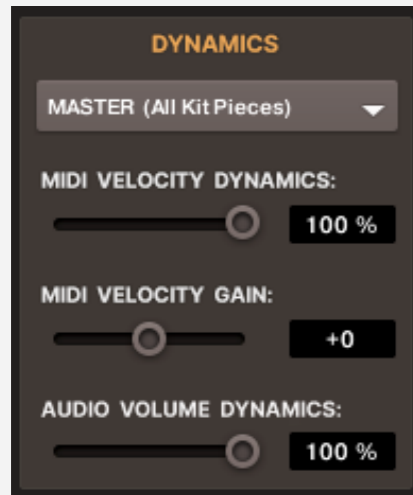 DYNAMICS
MASTER (All Kit Pieces)
MIDI VELOCITY DYNAMICS:
100 %
MIDI VELOCITY GAIN:
+0
AUDIO VOLUME DYNAMICS:
100 %